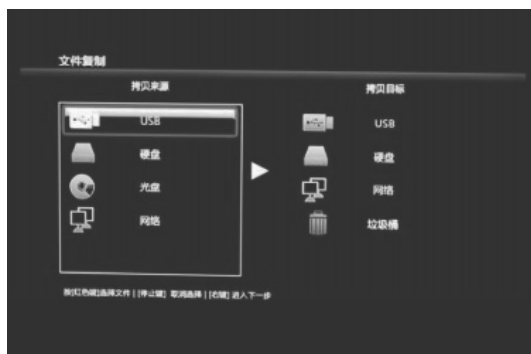 文件复制
拷贝来源
拷贝目标
USB
USB
硬盘
硬盘
光盘
网络
网络
垃圾桶
按[红色键]选择文件 | [停止键] 取消选择 | [右键] 进入下一步